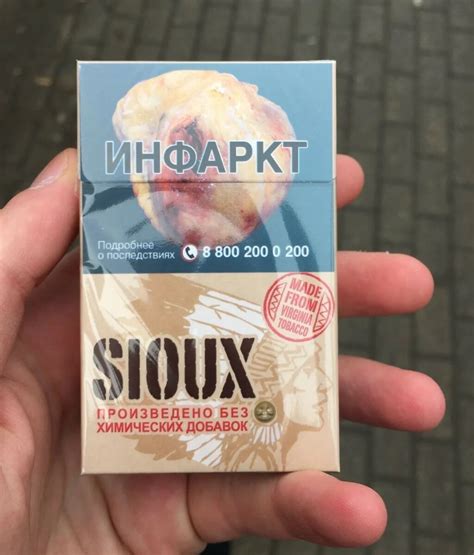 ИНФАРКТ
Подробнее
о последствиях
8 800 200 0 200
MADE
FROM
VIRGINIA
TOBACCO
SIOUX
ПРОИЗВЕДЕНО БЕЗ
ХИМИЧЕСКИХ ДОБАВОК